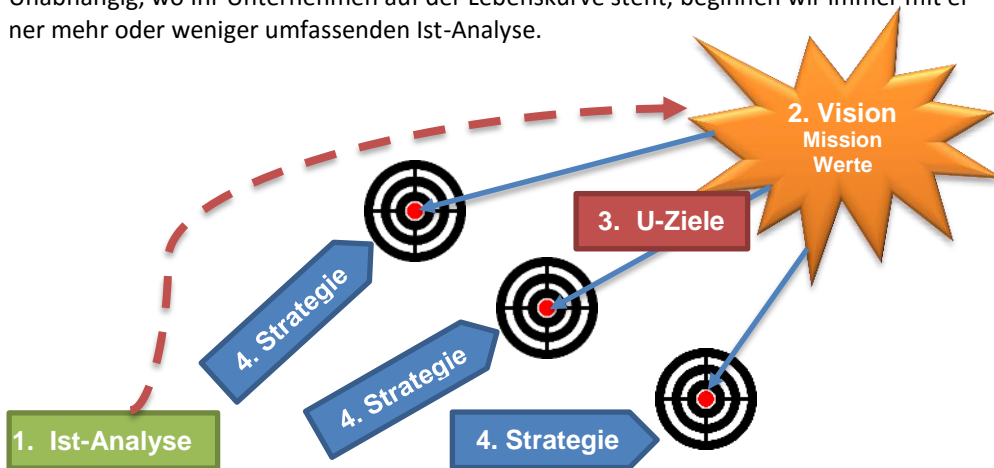 Unabhängig, wo Ihr Unternehmen auf der Lebenskurve steht, beginnen wir immer mit ei-
ner mehr oder weniger umfassenden Ist-Analyse.
2. Vision
Mission
Werte
3. U-Ziele
4. Strategie
4. Strategie
4. Strategie
1. Ist-Analyse